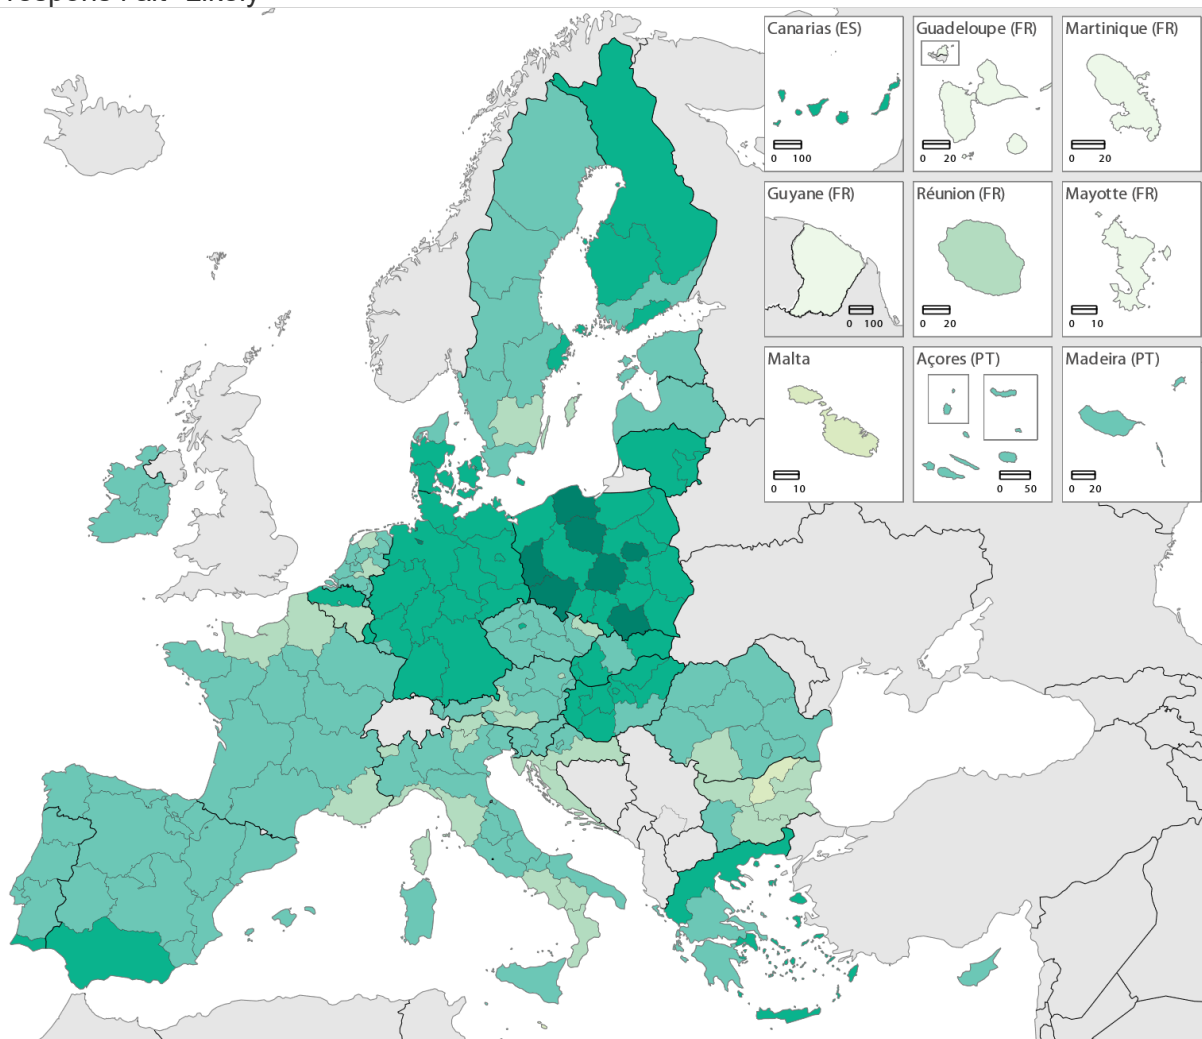 Canarias (ES)
0 100
Guadeloupe (FR)
0 20
Martinique (FR)
0 20
Guyane (FR)
0 100
Réunion (FR)
0 20
Mayotte (FR)
0 10
Malta
0 10
Açores (PT)
0 50
Madeira (PT)
0 20